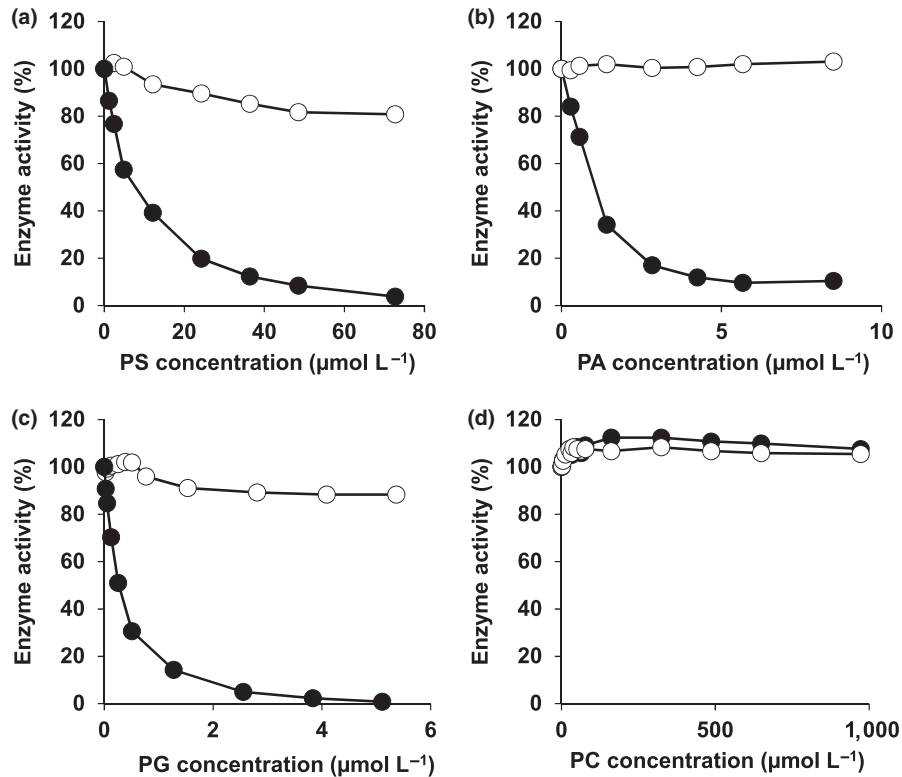 (a)
120
100
80
60
40
20
0
Enzyme activity (%)
0 20 40 60 80
PS concentration (µmol L⁻¹)
(b)
120
100
80
60
40
20
0
Enzyme activity (%)
0 5 10
PA concentration (µmol L⁻¹)
(c)
120
100
80
60
40
20
0
Enzyme activity (%)
0 2 4 6
PG concentration (µmol L⁻¹)
(d)
120
100
80
60
40
20
0
Enzyme activity (%)
0 500 1,000
PC concentration (µmol L⁻¹)